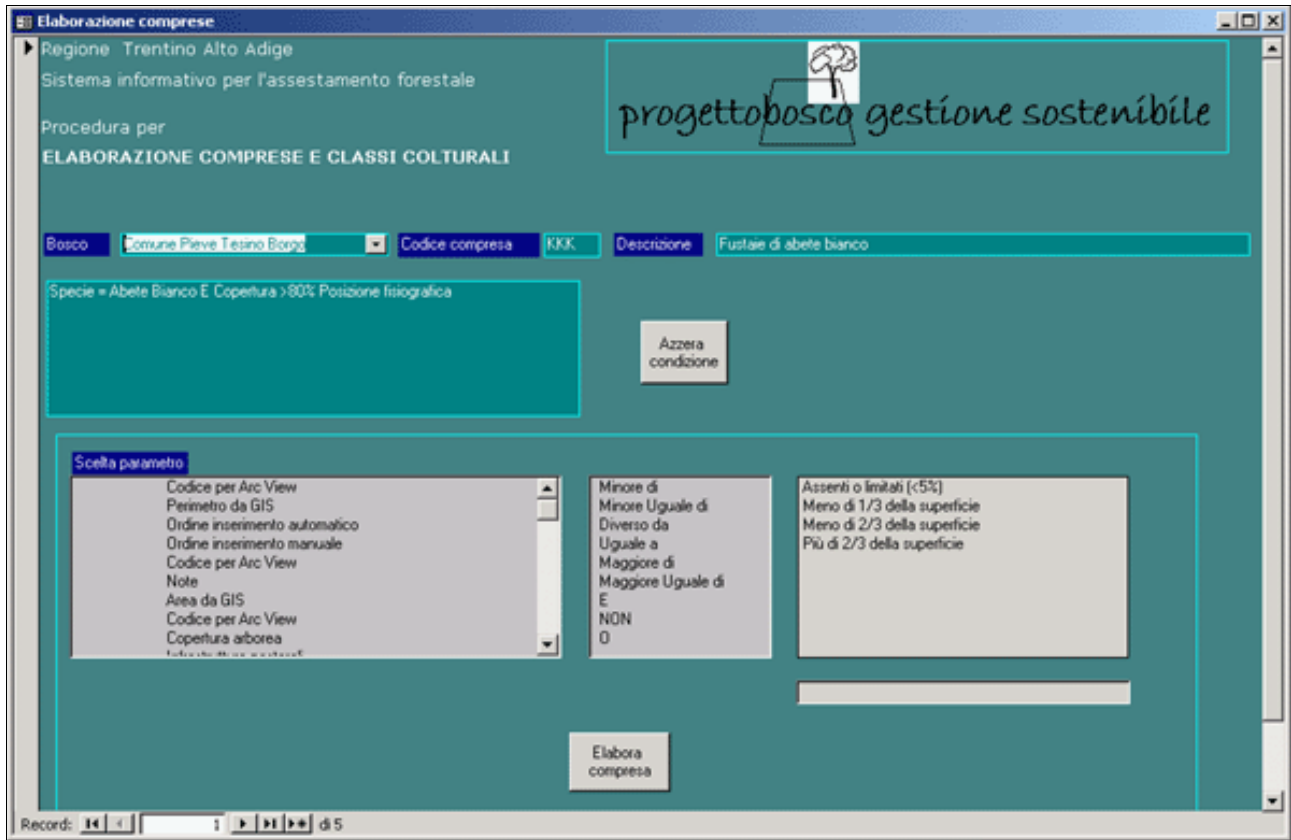 Elaborazione comprese
Regione Trentino Alto Adige
Sistema informativo per l'assestamento forestale
progettobosco gestione sostenibile
Procedura per
ELABORAZIONE COMPRESE E CLASSI COLTURALI
Bosco Comune Pieve Tesino Borgo Codice compresa KKK Descrizione Fustaie di abete bianco
Specie = Abete Bianco E Copertura >80% Posizione fisiografica
Azzera
condizione
Scelta parametro
Codice per Arc View
Perimetro da GIS
Ordine inserimento automatico
Ordine inserimento manuale
Codice per Arc View
Note
Area da GIS
Codice per Arc View
Copertura arborea
Minore di
Minore Uguale di
Diverso da
Uguale a
Maggiore di
Maggiore Uguale di
E
NON
O
Assenti o limitati (<5%)
Meno di 1/3 della superficie
Meno di 2/3 della superficie
Più di 2/3 della superficie
Elabora
compresa
Record: 1 di 5